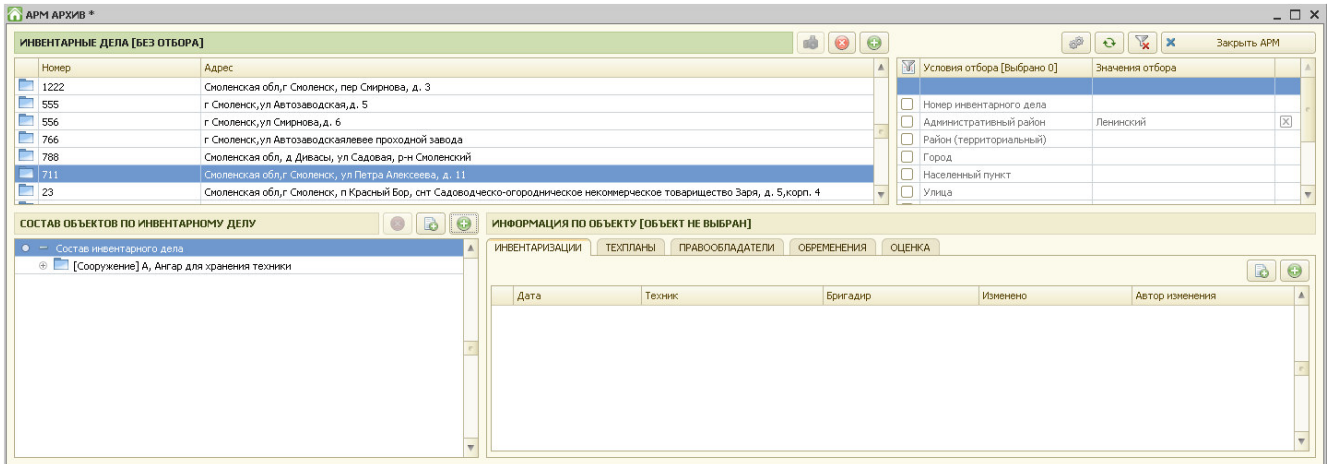 АРМ АРХИВ *
ИНВЕНТАРНЫЕ ДЕЛА [БЕЗ ОТБОРА]
Закрыть АРМ
Номер Адрес
1222 Смоленская обл,г Смоленск, пер Смирнова, д. 3
555 г Смоленск,ул Автозаводская,д. 5
556 г Смоленск,ул Смирнова,д. 6
766 г Смоленск,ул Автозаводскаялевее проходной завода
788 Смоленская обл, д Дивасы, ул Садовая, р-н Смоленский
711 Смоленская обл,г Смоленск, ул Петра Алексеева, д. 11
23 Смоленская обл,г Смоленск, п Красный Бор, снт Садоводческо-огородническое некоммерческое товарищество Заря, д. 5,корп. 4
Условия отбора [Выбрано 0] Значения отбора
Номер инвентарного дела
Административный район Ленинский
Район (территориальный)
Город
Населенный пункт
Улица
СОСТАВ ОБЪЕКТОВ ПО ИНВЕНТАРНОМУ ДЕЛУ
Состав инвентарного дела
[Сооружение] А, Ангар для хранения техники
ИНФОРМАЦИЯ ПО ОБЪЕКТУ [ОБЪЕКТ НЕ ВЫБРАН]
ИНВЕНТАРИЗАЦИИ ТЕХПЛАНЫ ПРАВООБЛАДАТЕЛИ ОБРЕМЕНЕНИЯ ОЦЕНКА
Дата Техник Бригадир Изменено Автор изменения